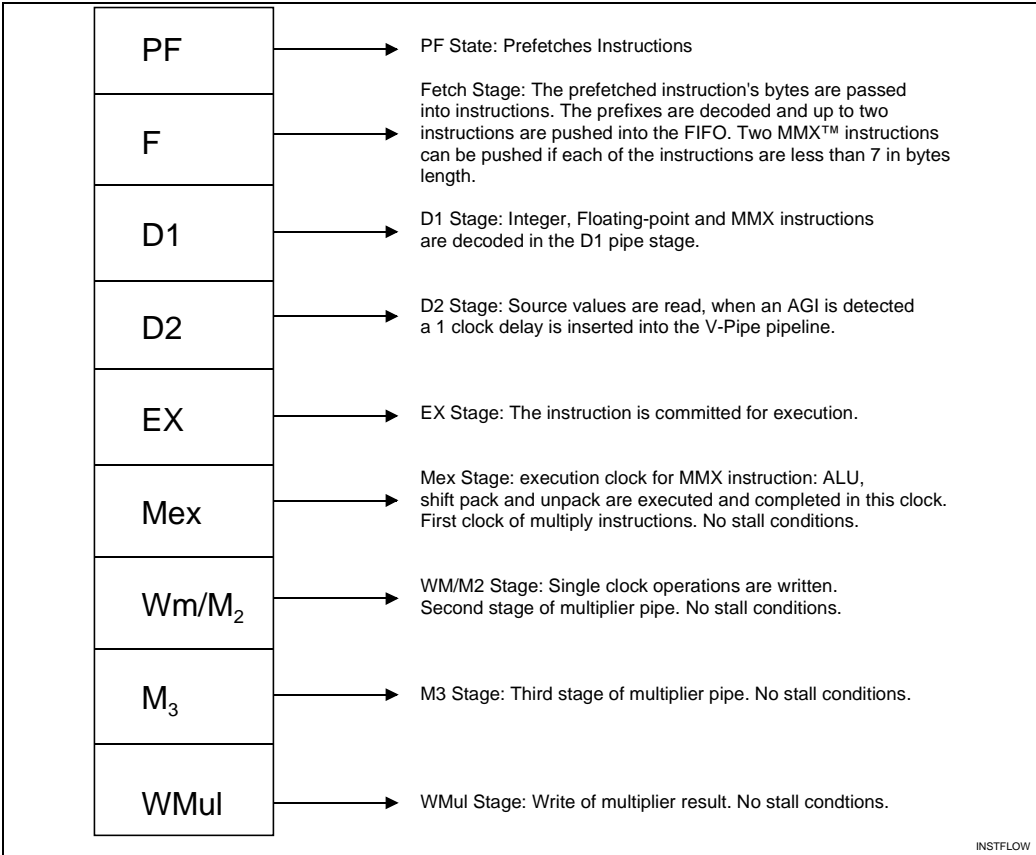 PF
PF State: Prefetches Instructions
F
Fetch Stage: The prefetched instruction's bytes are passed
into instructions. The prefixes are decoded and up to two
instructions are pushed into the FIFO. Two MMX™ instructions
can be pushed if each of the instructions are less than 7 in bytes
length.
D1
D1 Stage: Integer, Floating-point and MMX instructions
are decoded in the D1 pipe stage.
D2
D2 Stage: Source values are read, when an AGI is detected
a 1 clock delay is inserted into the V-Pipe pipeline.
EX
EX Stage: The instruction is committed for execution.
Mex
Mex Stage: execution clock for MMX instruction: ALU,
shift pack and unpack are executed and completed in this clock.
First clock of multiply instructions. No stall conditions.
Wm/M₂
WM/M2 Stage: Single clock operations are written.
Second stage of multiplier pipe. No stall conditions.
M₃
M3 Stage: Third stage of multiplier pipe. No stall conditions.
WMul
WMul Stage: Write of multiplier result. No stall condtions.
INSTFLOW